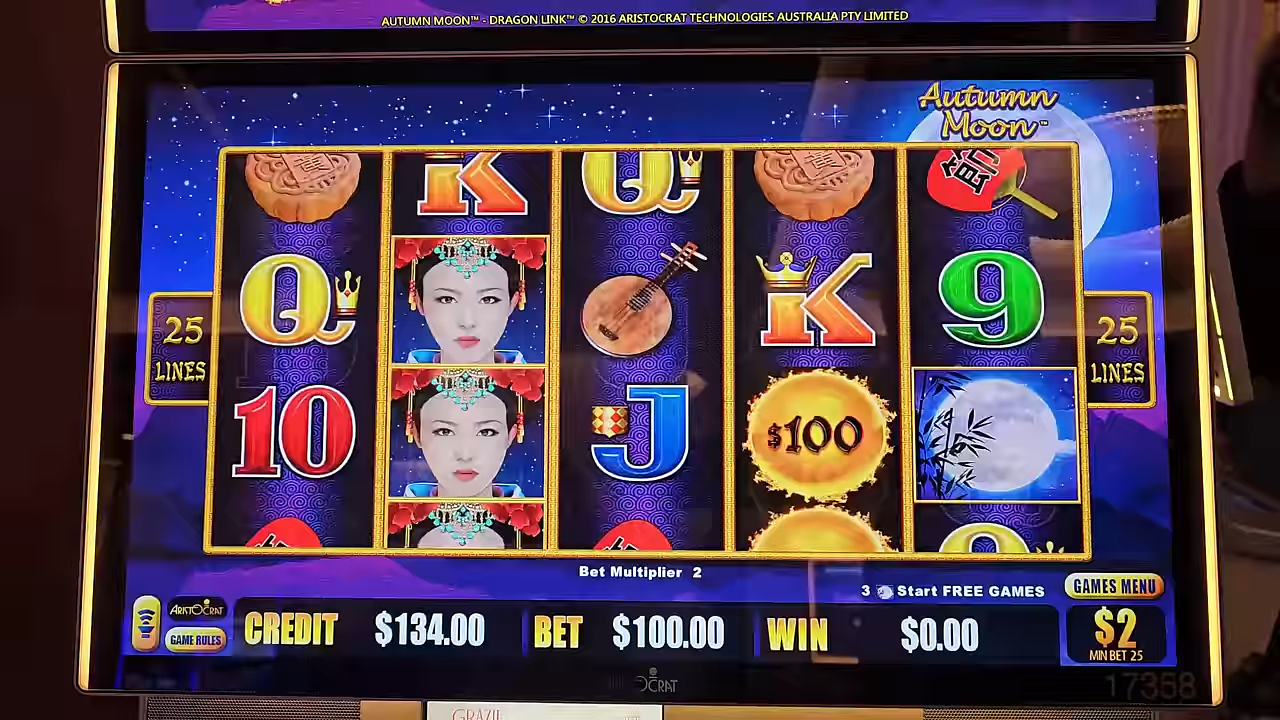 AUTUMN MOON™ - DRAGON LINK™ © 2016 ARISTOCRAT TECHNOLOGIES AUSTRALIA PTY LIMITED
Autumn
Moon™
K
Q
Q
K
9
25
LINES
25
LINES
10
J
$100
Bet Multiplier 2
3 Start FREE GAMES
GAMES MENU
ARISTOCRAT
GAME RULES
CREDIT $134.00
BET $100.00
WIN $0.00
$2
MIN BET 25
17358